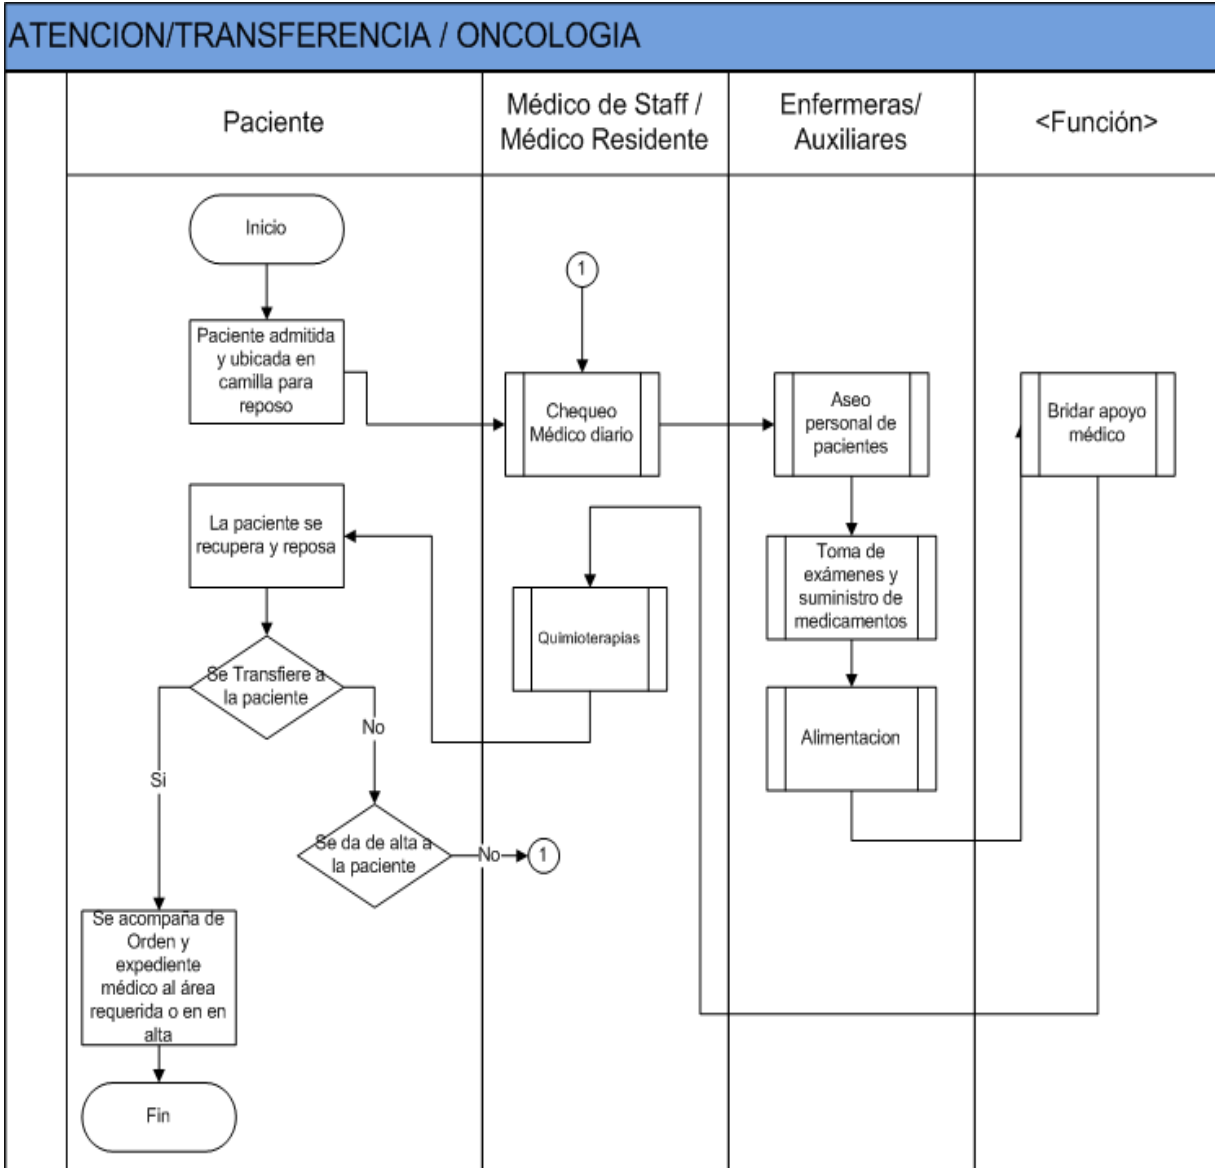 ATENCION/TRANSFERENCIA / ONCOLOGIA
Paciente
Médico de Staff /
Médico Residente
Enfermeras/
Auxiliares
<Función>
Inicio
1
Paciente admitida
y ubicada en
camilla para
reposo
Chequeo
Médico diario
Aseo
personal de
pacientes
Bridar apoyo
médico
La paciente se
recupera y reposa
Quimioterapias
Toma de
exámenes y
suministro de
medicamentos
Se Transfiere a
la paciente
No
Si
Alimentacion
Se da de alta a
la paciente
No
1
Se acompaña de
Orden y
expediente
médico al área
requerida o en en
alta
Fin